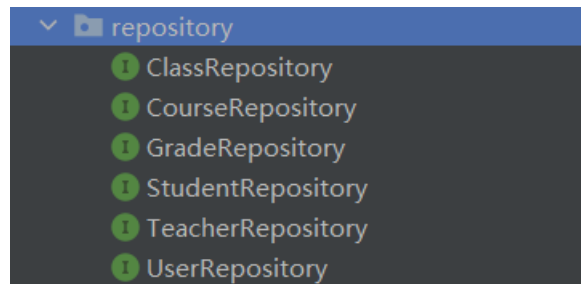 repository
I ClassRepository
I CourseRepository
I GradeRepository
I StudentRepository
I TeacherRepository
I UserRepository